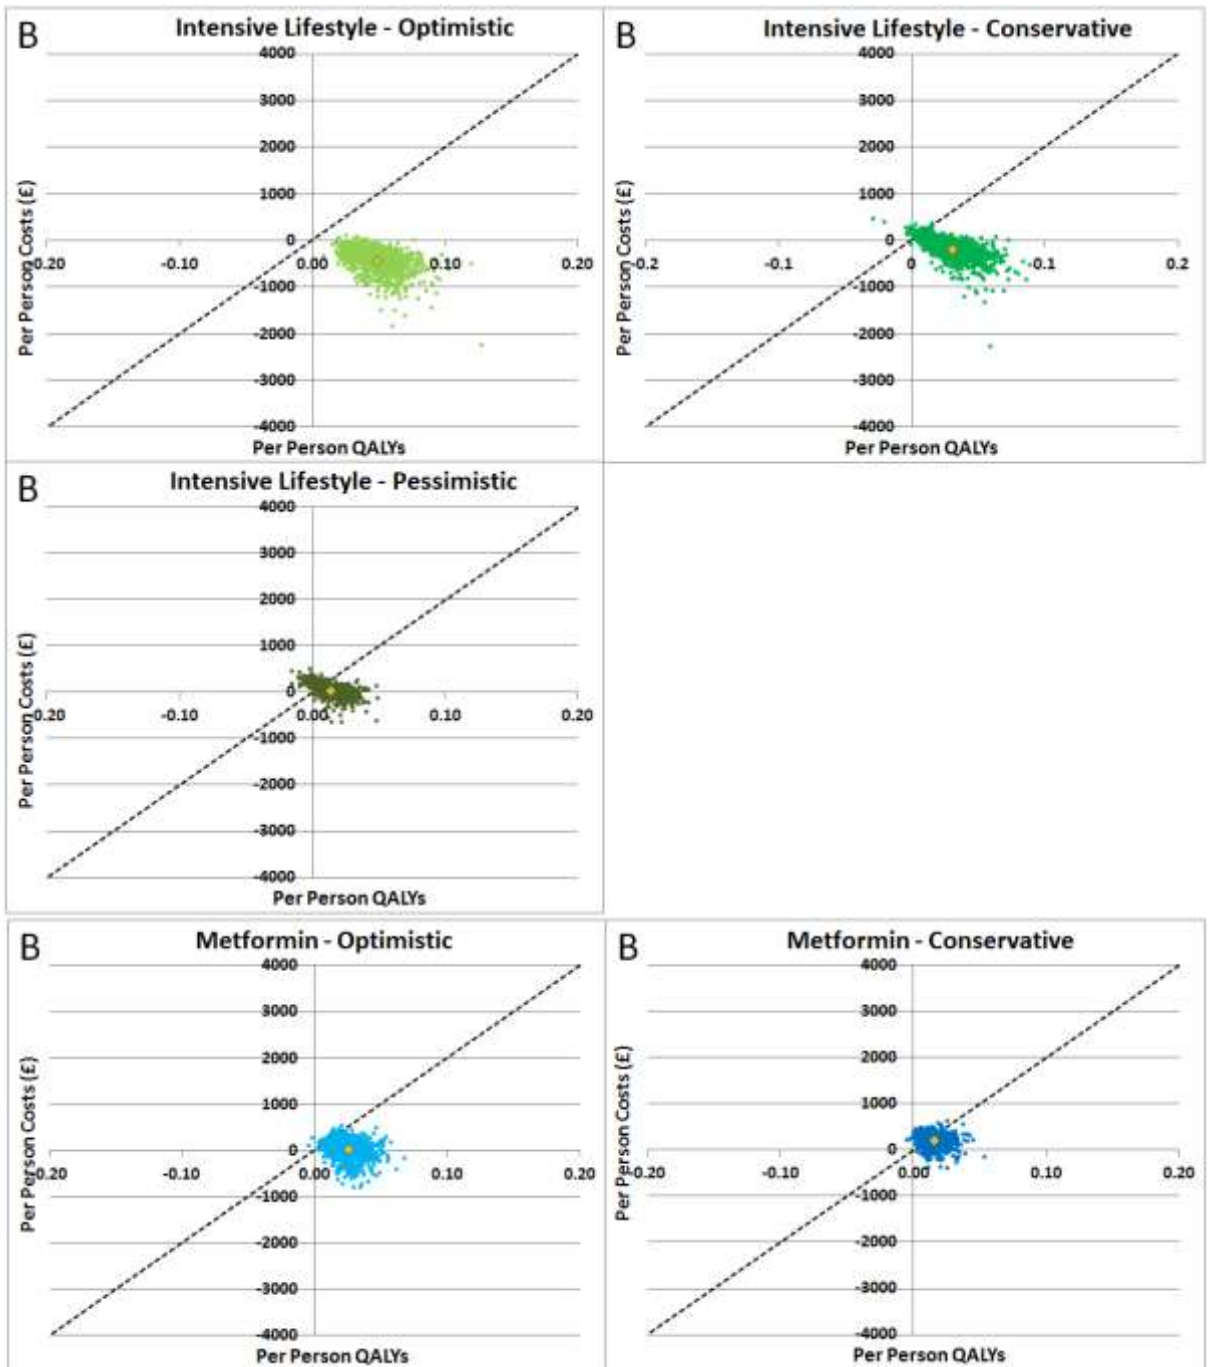 B Intensive Lifestyle - Optimistic
4000
3000
2000
1000
0
-0.20 -0.10 0.00 0.10 0.20
-1000
-2000
-3000
-4000
Per Person Costs (£)
Per Person QALYs
B Intensive Lifestyle - Conservative
4000
3000
2000
1000
0
-0.2 -0.1 0 0.1 0.2
-1000
-2000
-3000
-4000
Per Person Costs (£)
Per Person QALYs
B Intensive Lifestyle - Pessimistic
4000
3000
2000
1000
0
-0.20 -0.10 0.00 0.10 0.20
-1000
-2000
-3000
-4000
Per Person Costs (£)
Per Person QALYs
B Metformin - Optimistic
4000
3000
2000
1000
0
-0.20 -0.10 0.00 0.10 0.20
-1000
-2000
-3000
-4000
Per Person Costs (£)
Per Person QALYs
B Metformin - Conservative
4000
3000
2000
1000
0
-0.20 -0.10 0.00 0.10 0.20
-1000
-2000
-3000
-4000
Per Person Costs (£)
Per Person QALYs